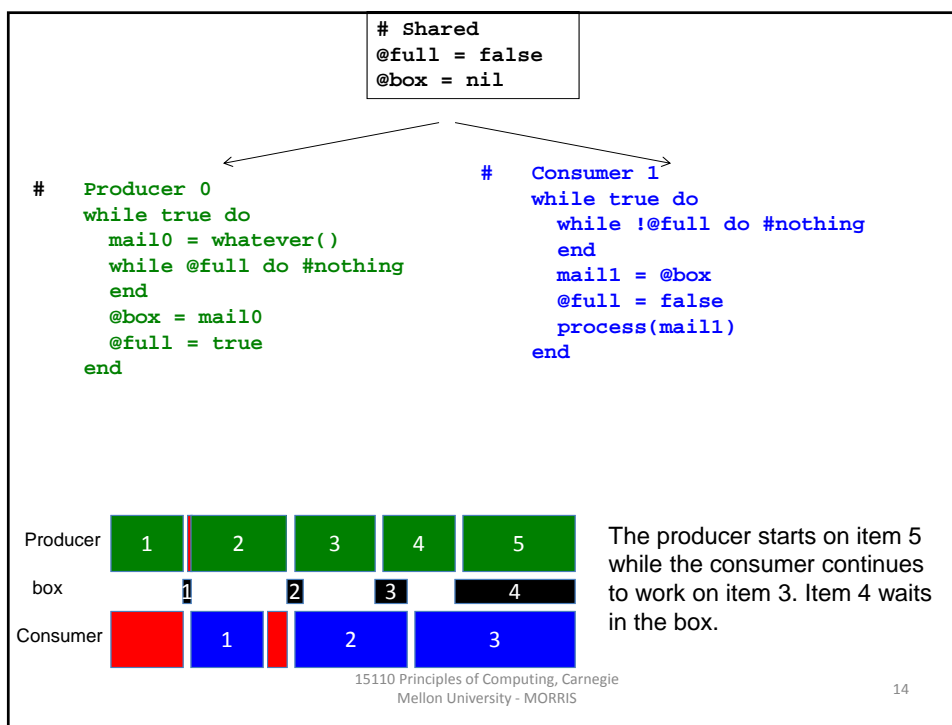 # Shared
@full = false
@box = nil
# Producer 0
while true do
mail0 = whatever()
while @full do #nothing
end
@box = mail0
@full = true
end
# Consumer 1
while true do
while !@full do #nothing
end
mail1 = @box
@full = false
process(mail1)
end
Producer 1 2 3 4 5
box 1 2 3 4
Consumer 1 2 3
The producer starts on item 5
while the consumer continues
to work on item 3. Item 4 waits
in the box.
15110 Principles of Computing, Carnegie
Mellon University - MORRIS
14